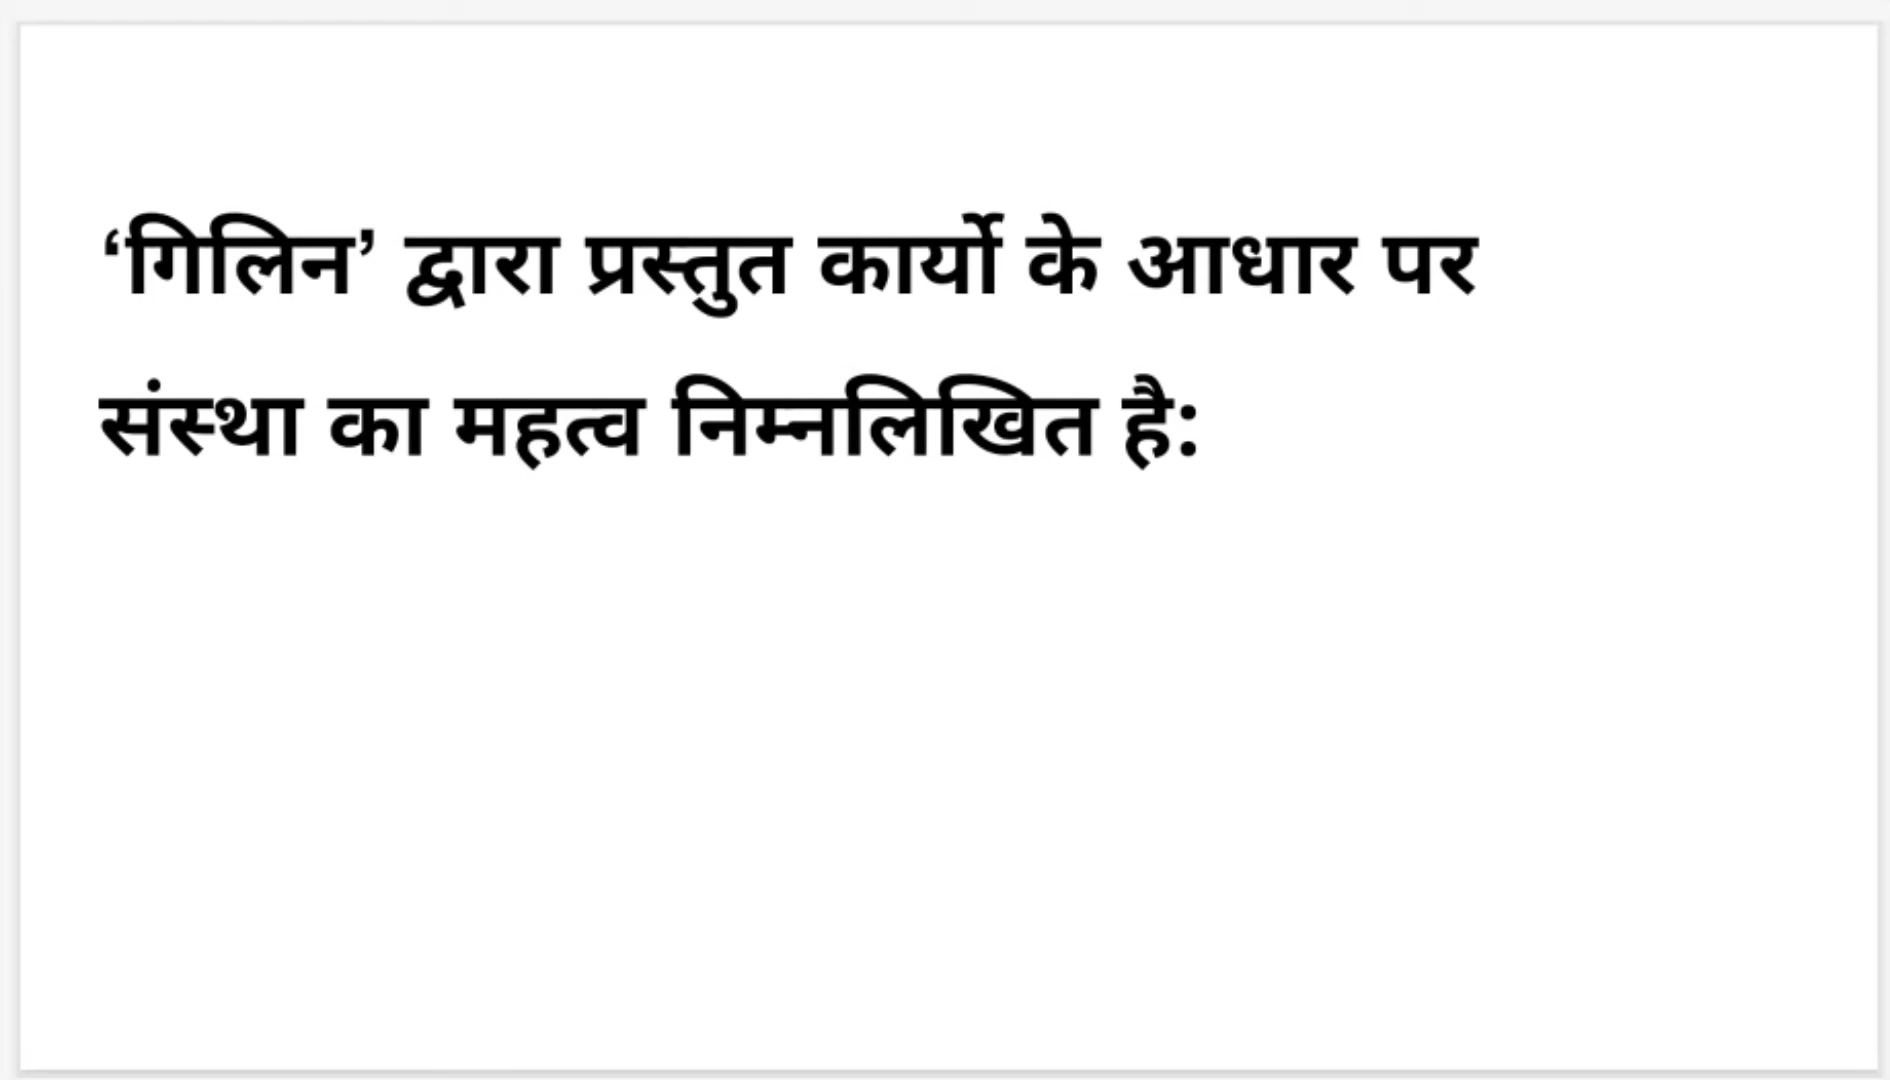 ‘गिलिन’ द्वारा प्रस्तुत कार्यो के आधार पर
संस्था का महत्व निम्नलिखित है: